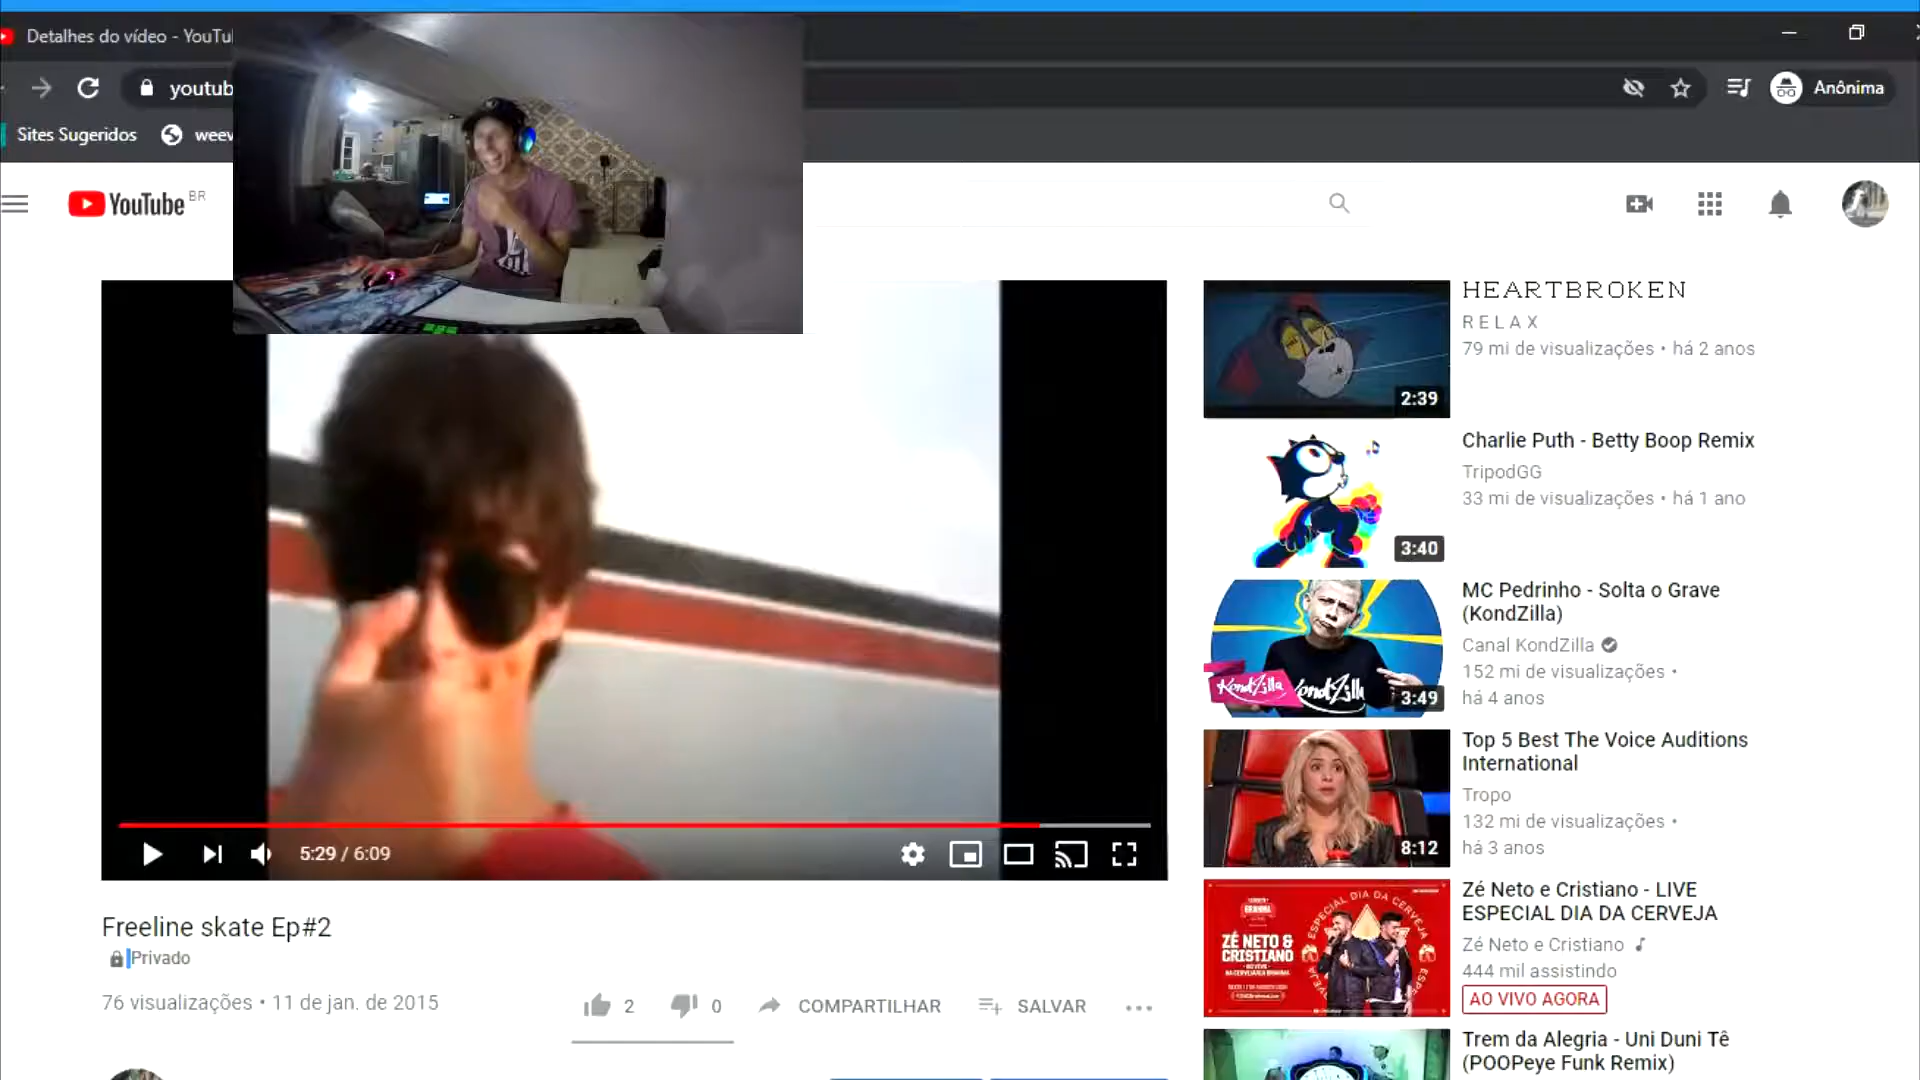 Detalhes do vídeo - YouTu
youtub
Anônima
Sites Sugeridos
weev
YouTube BR
HEARTBROKEN
RELAX
79 mi de visualizações • há 2 anos
2:39
Charlie Puth - Betty Boop Remix
TripodGG
33 mi de visualizações • há 1 ano
3:40
MC Pedrinho - Solta o Grave
(KondZilla)
Canal KondZilla
152 mi de visualizações •
há 4 anos
KondZilla
KondZilla
3:49
Top 5 Best The Voice Auditions
International
Tropo
132 mi de visualizações •
há 3 anos
8:12
Zé Neto e Cristiano - LIVE
ESPECIAL DIA DA CERVEJA
Zé Neto e Cristiano
444 mil assistindo
AO VIVO AGORA
ESPECIAL DIA DA CERVEJA
ZÉ NETO &
CRISTIANO
Trem da Alegria - Uni Duni Tê
(POOPeye Funk Remix)
5:29 / 6:09
Freeline skate Ep#2
Privado
76 visualizações • 11 de jan. de 2015
2
0
COMPARTILHAR
SALVAR